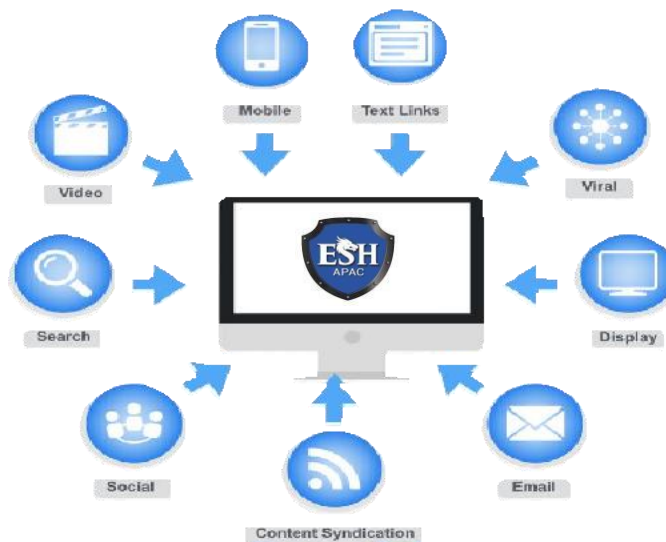 Mobile
Text Links
Video
Viral
ESH
APAC
Search
Display
Social
Email
Content Syndication